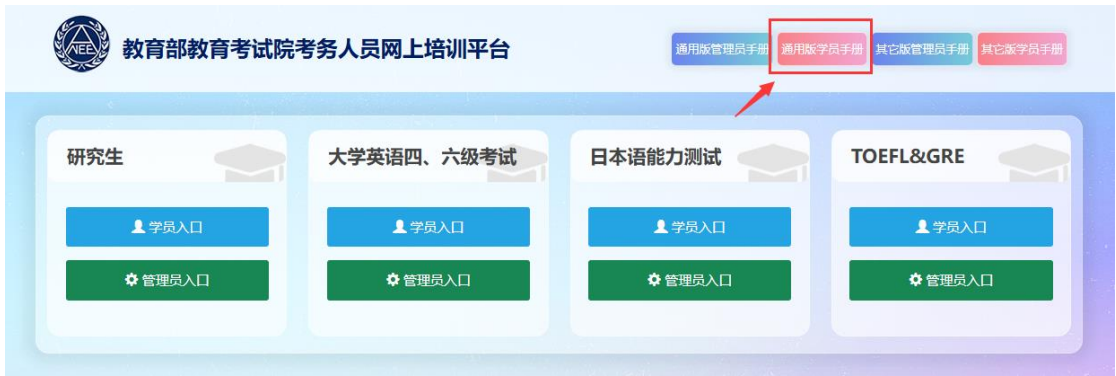 NEEA
教育部教育考试院考务人员网上培训平台
通用版管理员手册 通用版学员手册 其它版管理员手册 其它版学员手册
研究生 大学英语四、六级考试 日本语能力测试 TOEFL&GRE
学员入口 学员入口 学员入口 学员入口
管理员入口 管理员入口 管理员入口 管理员入口